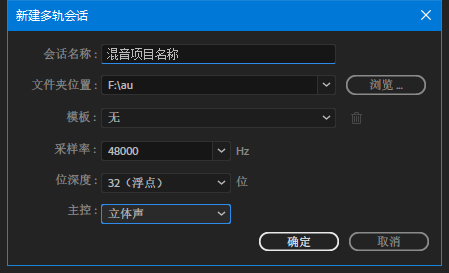 新建多轨会话
会话名称： 混音项目名称
文件夹位置： F:\au 浏览 ...
模板： 无
采样率： 48000 Hz
位深度： 32（浮点） 位
主控： 立体声
确定 取消